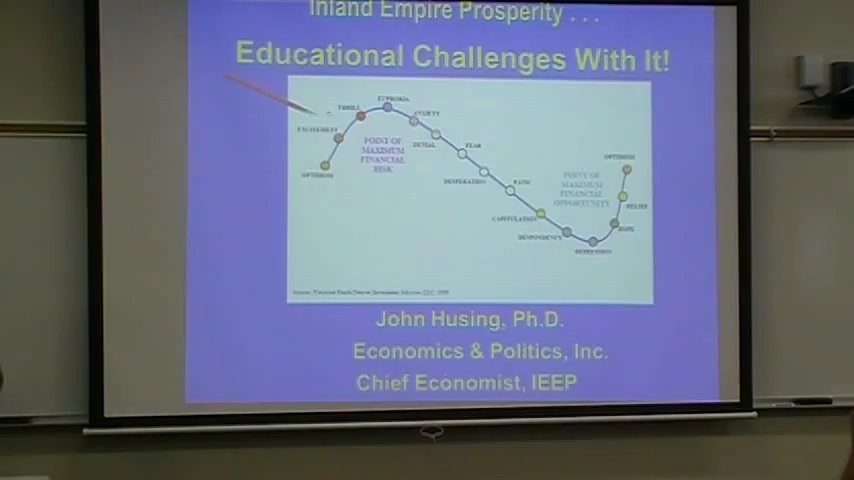 Inland Empire Prosperity . . .
Educational Challenges With It!
EUPHORIA
THRILL
ANXIETY
EXCITEMENT
DENIAL
POINT OF
MAXIMUM
FINANCIAL
RISK
FEAR
OPTIMISM
DESPERATION
PANIC
OPTIMISM
POINT OF
MAXIMUM
FINANCIAL
OPPORTUNITY
RELIEF
CAPITULATION
HOPE
DESPONDENCY
DEPRESSION
John Husing, Ph.D.
Economics & Politics, Inc.
Chief Economist, IEEP